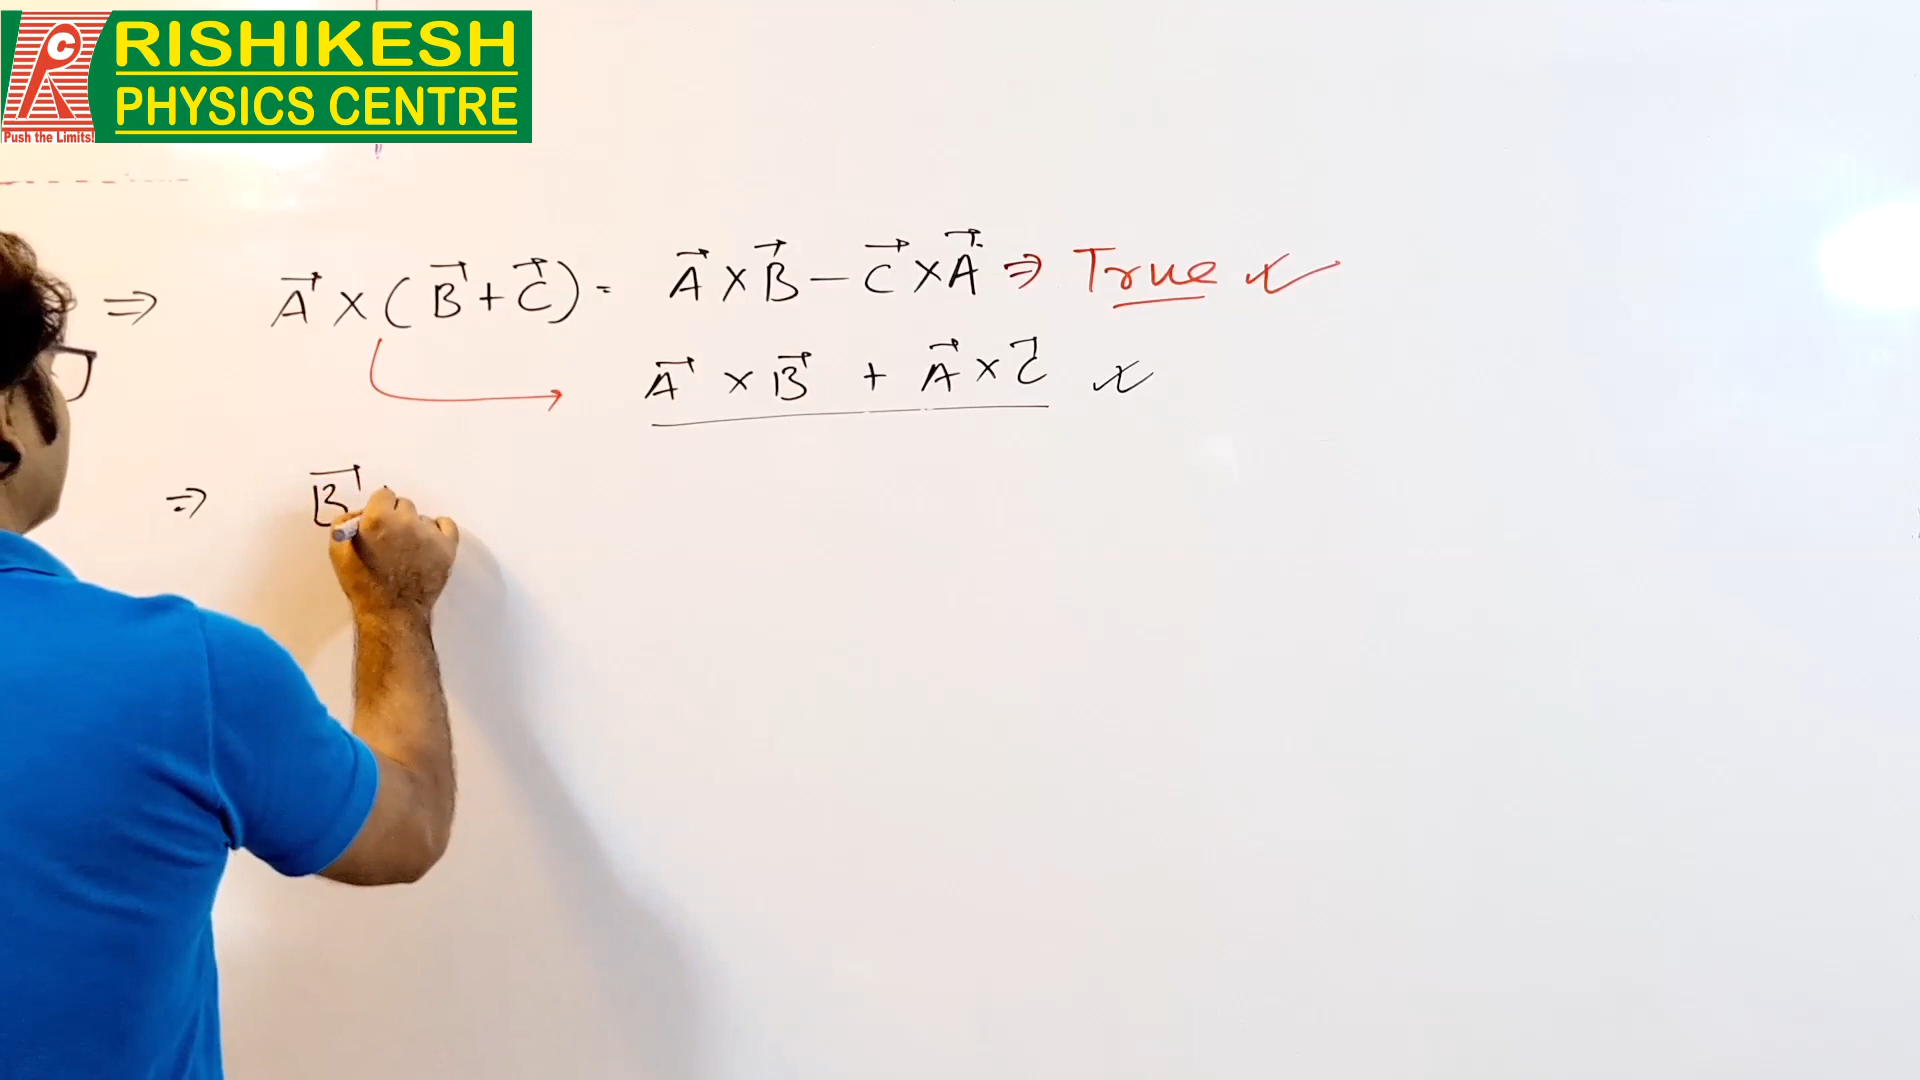 RISHIKESH
PHYSICS CENTRE
Push the Limits!
⇒ A⃗ × (B⃗ + C⃗) = A⃗ × B⃗ − C⃗ × A⃗ ⇒ True ✓
A⃗ × B⃗ + A⃗ × C⃗ ✓
⇒ B⃗